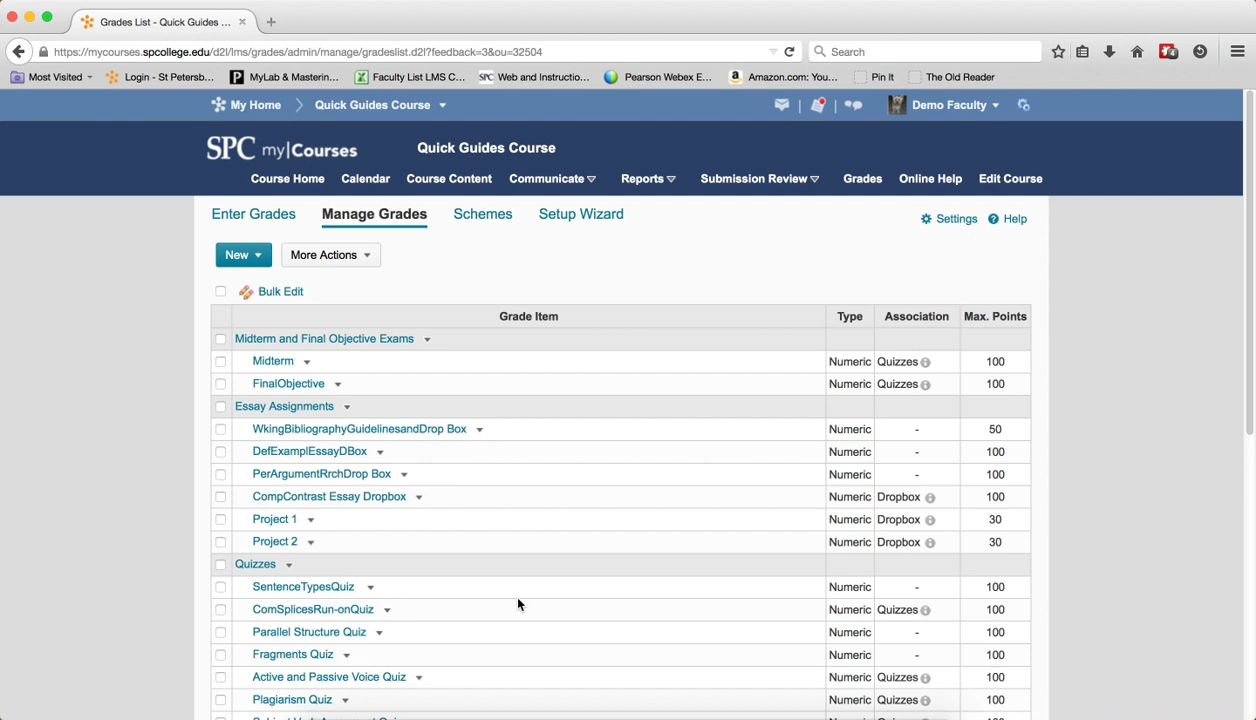 Grades List - Quick Guides ...
https://mycourses.spcollege.edu/d2l/lms/grades/admin/manage/gradeslist.d2l?feedback=3&ou=32504
Search
Most Visited
Login - St Petersb...
P MyLab & Masterin...
Faculty List LMS C...
SPC Web and Instructio...
Pearson Webex E...
a Amazon.com: You...
Pin It
The Old Reader
My Home
Quick Guides Course
Demo Faculty
SPC my|Courses
Quick Guides Course
Course Home
Calendar
Course Content
Communicate
Reports
Submission Review
Grades
Online Help
Edit Course
Enter Grades
Manage Grades
Schemes
Setup Wizard
Settings
Help
New
More Actions
Bulk Edit
Grade Item Type Association Max. Points
Midterm and Final Objective Exams
Midterm Numeric Quizzes 100
FinalObjective Numeric Quizzes 100
Essay Assignments
WkingBibliographyGuidelinesandDrop Box Numeric - 50
DefExamplEssayDBox Numeric - 100
PerArgumentRrchDrop Box Numeric - 100
CompContrast Essay Dropbox Numeric Dropbox 100
Project 1 Numeric Dropbox 30
Project 2 Numeric Dropbox 30
Quizzes
SentenceTypesQuiz Numeric - 100
ComSplicesRun-onQuiz Numeric Quizzes 100
Parallel Structure Quiz Numeric - 100
Fragments Quiz Numeric - 100
Active and Passive Voice Quiz Numeric Quizzes 100
Plagiarism Quiz Numeric Quizzes 100